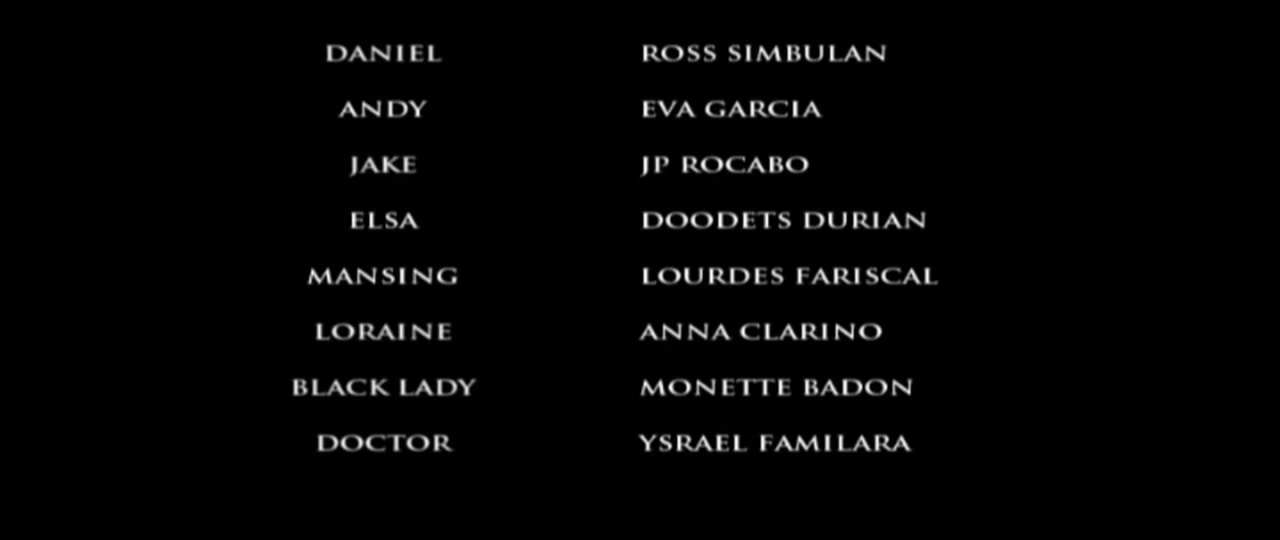 DANIEL ROSS SIMBULAN
ANDY EVA GARCIA
JAKE JP ROCABO
ELSA DOODETS DURIAN
MANSING LOURDES FARISCAL
LORAINE ANNA CLARINO
BLACK LADY MONETTE BADON
DOCTOR YSRAEL FAMILARA